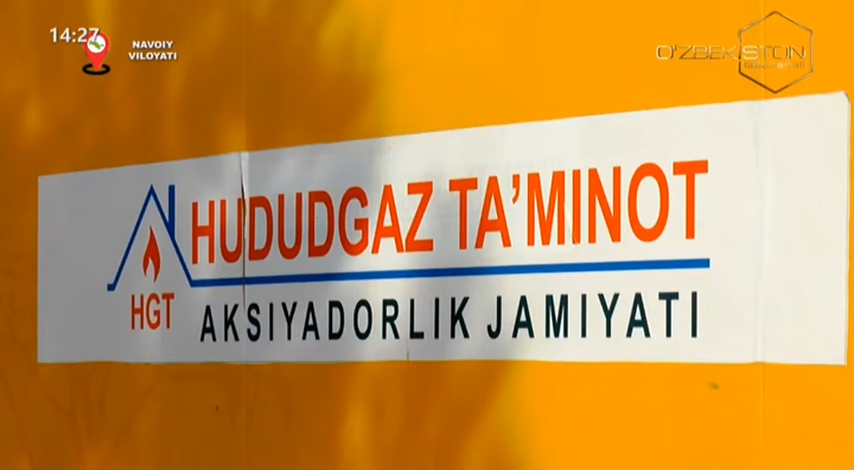 14:27
NAVOIY
VILOYATI
O'ZBEKISTON
HUDUDGAZ TA’MINOT
HGT
AKSIYADORLIK JAMIYATI